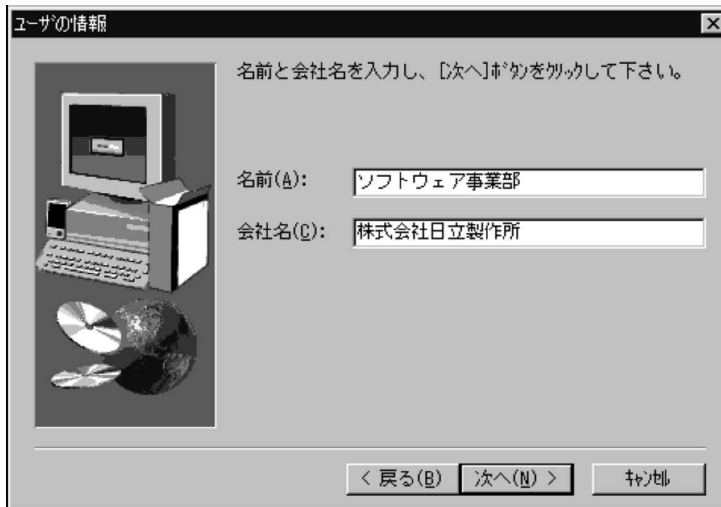 ユーザの情報
名前と会社名を入力し、[次へ]ボタンをクリックして下さい。
名前(A):
ソフトウェア事業部
会社名(C):
株式会社日立製作所
< 戻る(B)
次へ(N) >
キャンセル